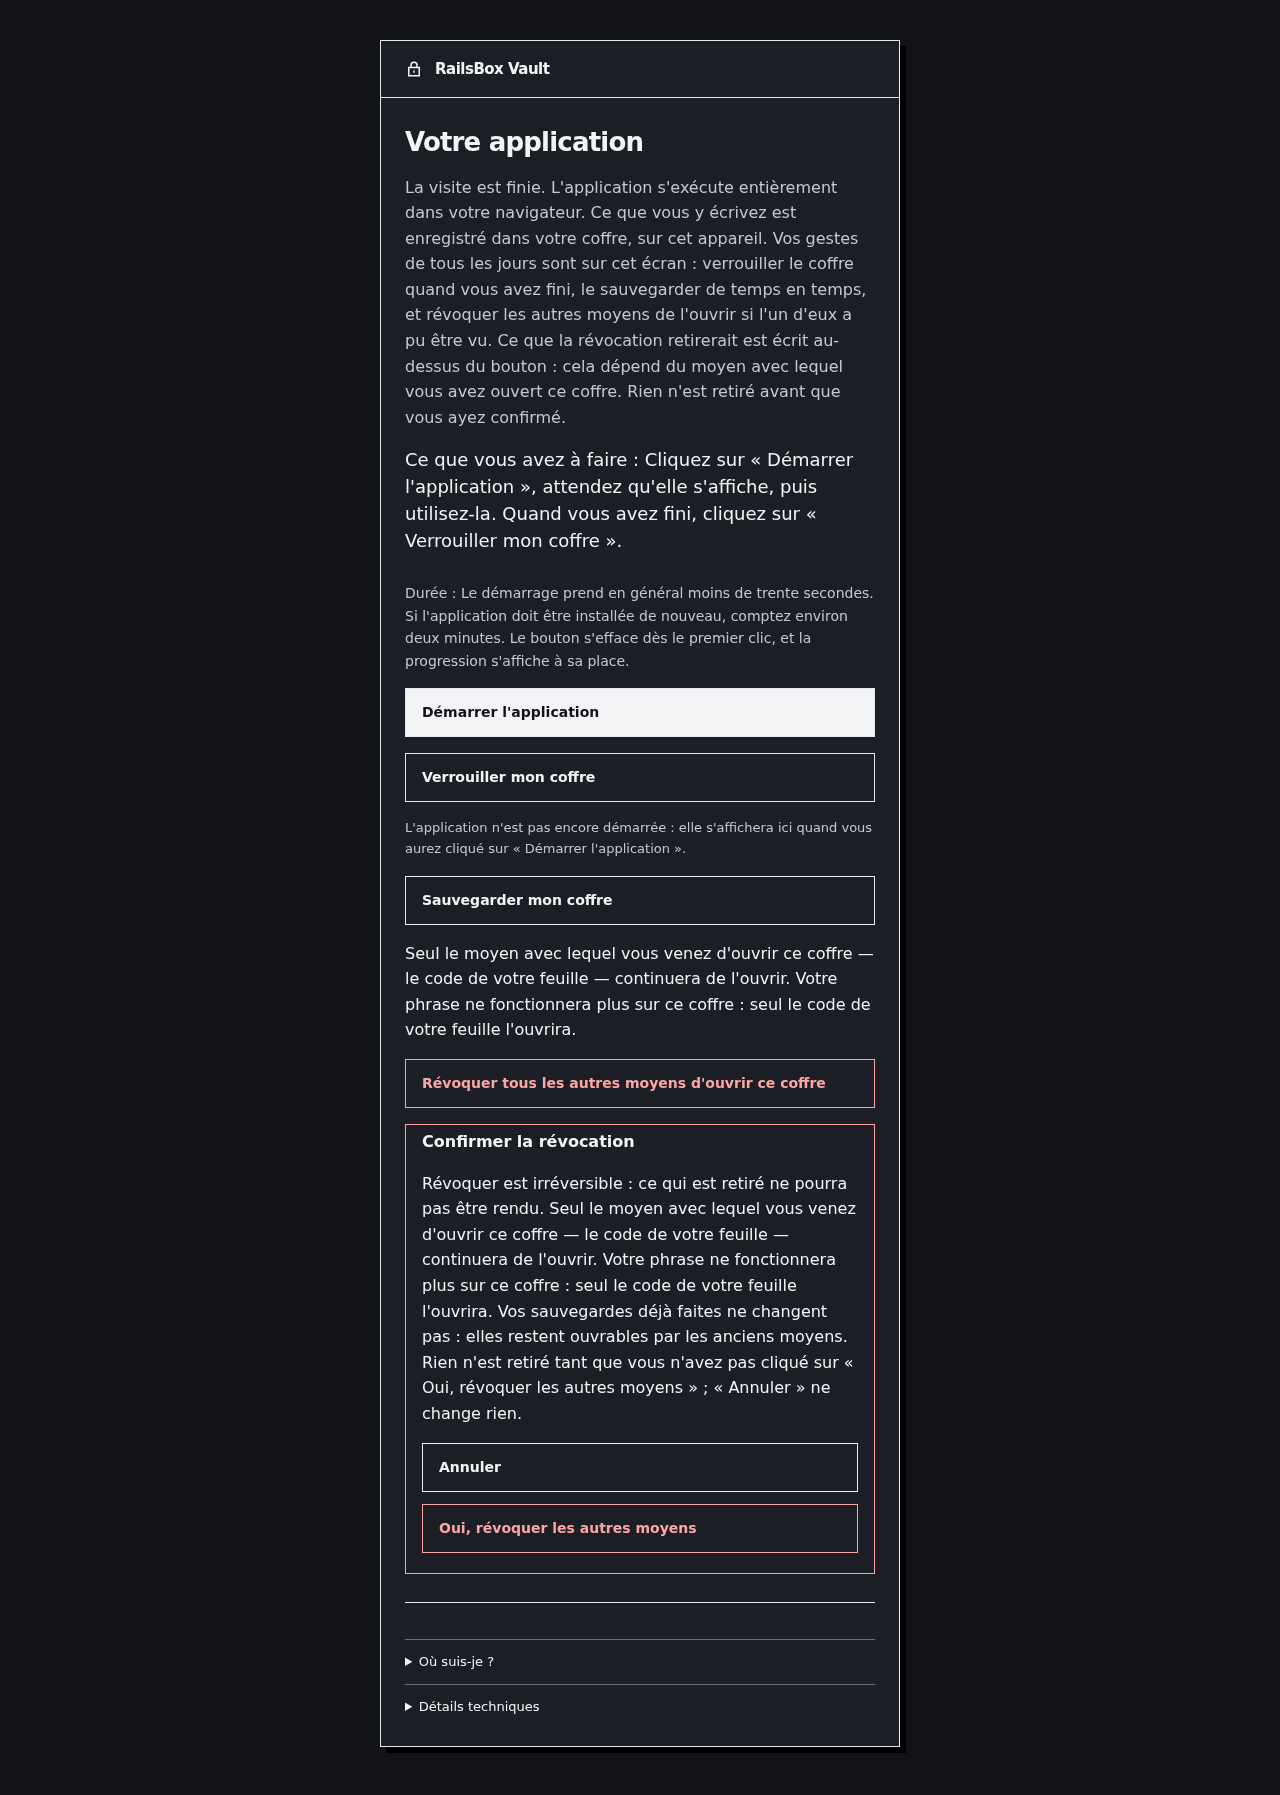 RailsBox Vault
Votre application
La visite est finie. L'application s'exécute entièrement
dans votre navigateur. Ce que vous y écrivez est
enregistré dans votre coffre, sur cet appareil. Vos gestes
de tous les jours sont sur cet écran : verrouiller le coffre
quand vous avez fini, le sauvegarder de temps en temps,
et révoquer les autres moyens de l'ouvrir si l'un d'eux a
pu être vu. Ce que la révocation retirerait est écrit au-
dessus du bouton : cela dépend du moyen avec lequel
vous avez ouvert ce coffre. Rien n'est retiré avant que
vous ayez confirmé.
Ce que vous avez à faire : Cliquez sur « Démarrer
l'application », attendez qu'elle s'affiche, puis
utilisez-la. Quand vous avez fini, cliquez sur «
Verrouiller mon coffre ».
Durée : Le démarrage prend en général moins de trente secondes.
Si l'application doit être installée de nouveau, comptez environ
deux minutes. Le bouton s'efface dès le premier clic, et la
progression s'affiche à sa place.
Démarrer l'application
Verrouiller mon coffre
L'application n'est pas encore démarrée : elle s'affichera ici quand vous
aurez cliqué sur « Démarrer l'application ».
Sauvegarder mon coffre
Seul le moyen avec lequel vous venez d'ouvrir ce coffre —
le code de votre feuille — continuera de l'ouvrir. Votre
phrase ne fonctionnera plus sur ce coffre : seul le code de
votre feuille l'ouvrira.
Révoquer tous les autres moyens d'ouvrir ce coffre
Confirmer la révocation
Révoquer est irréversible : ce qui est retiré ne pourra
pas être rendu. Seul le moyen avec lequel vous venez
d'ouvrir ce coffre — le code de votre feuille —
continuera de l'ouvrir. Votre phrase ne fonctionnera
plus sur ce coffre : seul le code de votre feuille
l'ouvrira. Vos sauvegardes déjà faites ne changent
pas : elles restent ouvrables par les anciens moyens.
Rien n'est retiré tant que vous n'avez pas cliqué sur «
Oui, révoquer les autres moyens » ; « Annuler » ne
change rien.
Annuler
Oui, révoquer les autres moyens
Où suis-je ?
Détails techniques